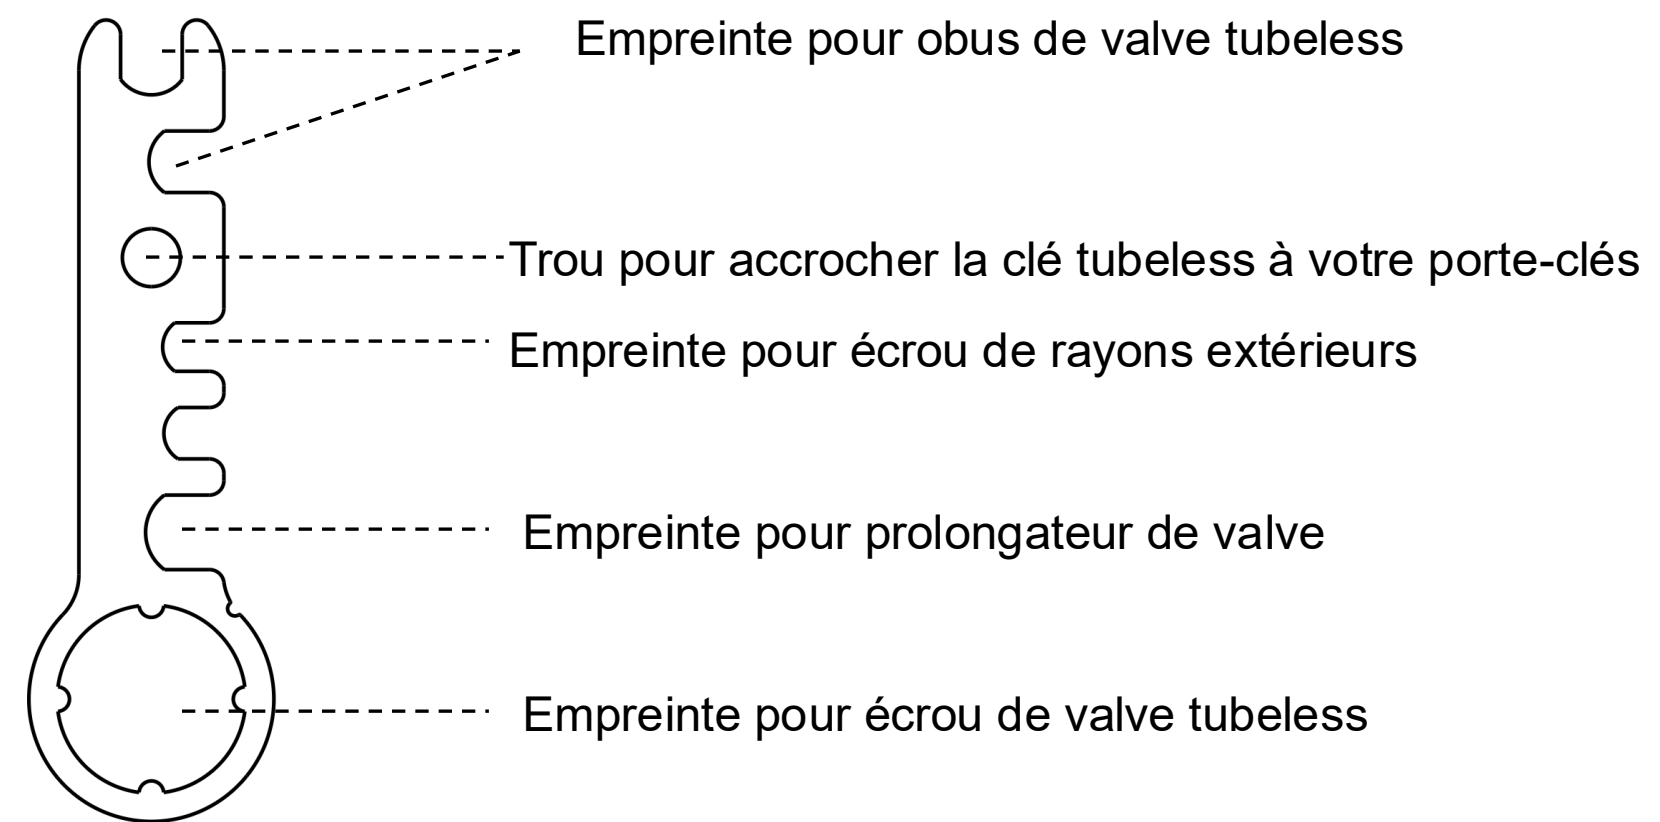 Empreinte pour obus de valve tubeless
Trou pour accrocher la clé tubeless à votre porte-clés
Empreinte pour écrou de rayons extérieurs
Empreinte pour prolongateur de valve
Empreinte pour écrou de valve tubeless